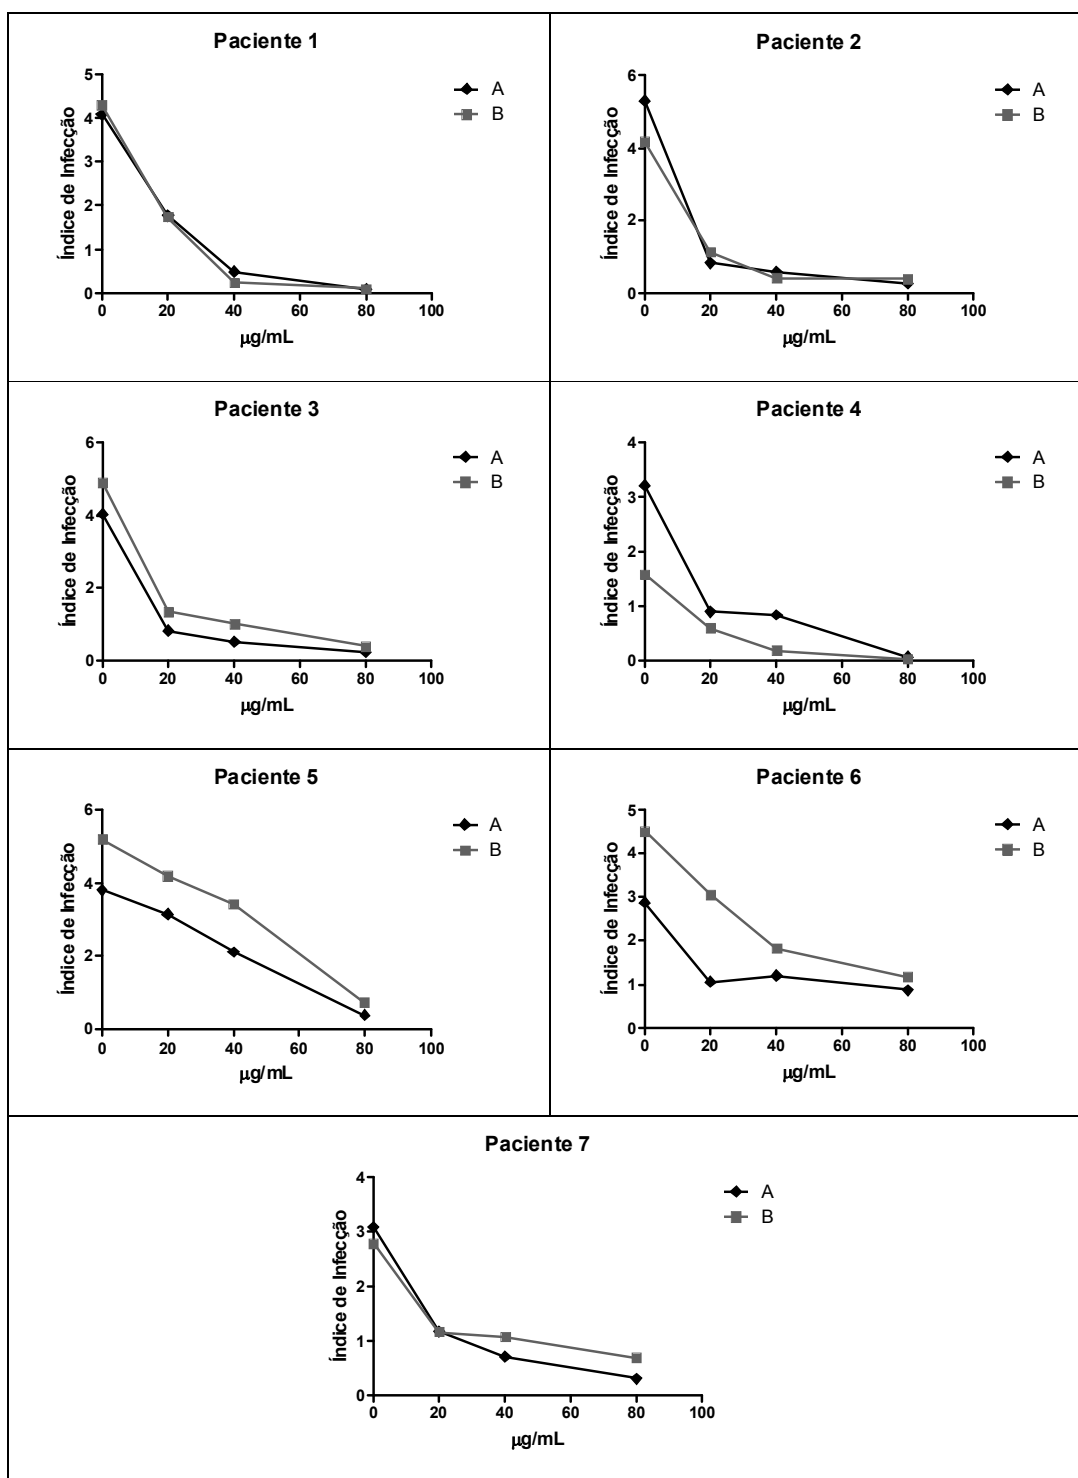 Paciente 1
Índice de Infecção
5
4
3
2
1
0
0 20 40 60 80 100
µg/mL
A
B
Paciente 2
Índice de Infecção
6
4
2
0
0 20 40 60 80 100
µg/mL
A
B
Paciente 3
Índice de Infecção
6
4
2
0
0 20 40 60 80 100
µg/mL
A
B
Paciente 4
Índice de Infecção
4
3
2
1
0
0 20 40 60 80 100
µg/mL
A
B
Paciente 5
Índice de Infecção
6
4
2
0
0 20 40 60 80 100
µg/mL
A
B
Paciente 6
Índice de Infecção
5
4
3
2
1
0
0 20 40 60 80 100
µg/mL
A
B
Paciente 7
Índice de Infecção
4
3
2
1
0
0 20 40 60 80 100
µg/mL
A
B